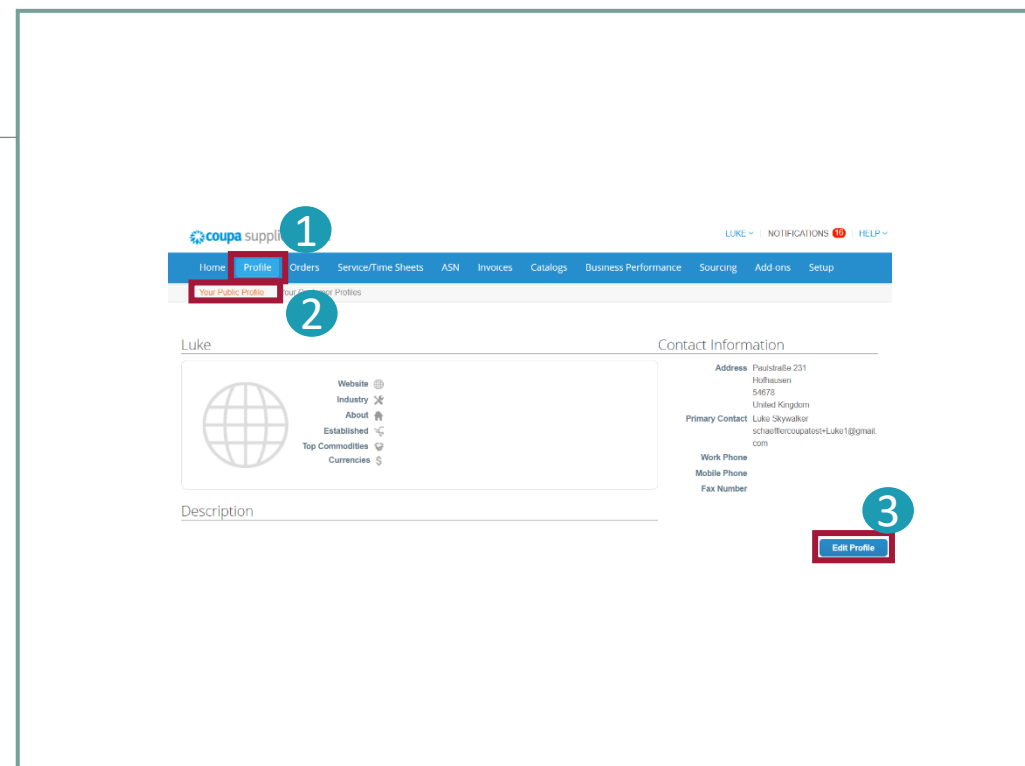 1
coupa suppli
LUKE NOTIFICATIONS 10 HELP
Home Profile Orders Service/Time Sheets ASN Invoices Catalogs Business Performance Sourcing Add-ons Setup
Your Public Profile Profiles
2
Luke
Contact Information
Website
Industry
About
Established
Top Commodities
Currencies $
Address Paulstraße 231
Hofhausen
54678
United Kingdom
Primary Contact Luke Skywalker
schaefflercoupatest+Luke1@gmail.
com
Work Phone
Mobile Phone
Fax Number
Description
3
Edit Profile